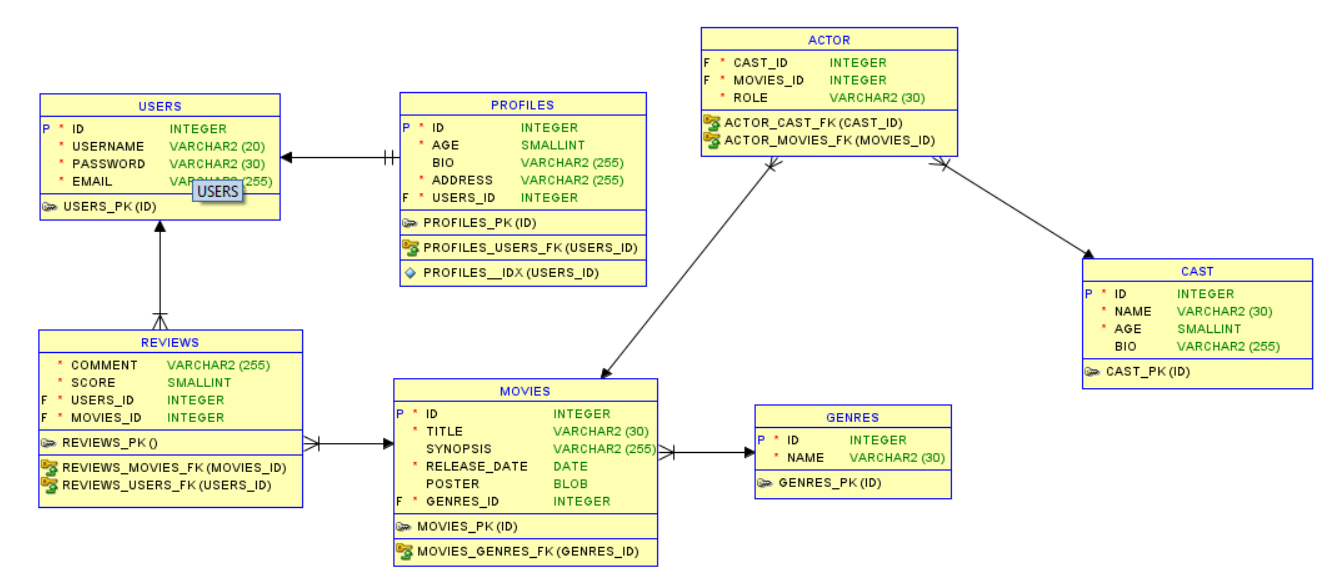 USERS
P * ID INTEGER
* USERNAME VARCHAR2 (20)
* PASSWORD VARCHAR2 (30)
* EMAIL VARCHAR2 (255)
USERS
USERS_PK (ID)
PROFILES
P * ID INTEGER
* AGE SMALLINT
BIO VARCHAR2 (255)
* ADDRESS VARCHAR2 (255)
F * USERS_ID INTEGER
PROFILES_PK (ID)
PROFILES_USERS_FK (USERS_ID)
PROFILES__IDX (USERS_ID)
ACTOR
F * CAST_ID INTEGER
F * MOVIES_ID INTEGER
* ROLE VARCHAR2 (30)
ACTOR_CAST_FK (CAST_ID)
ACTOR_MOVIES_FK (MOVIES_ID)
CAST
P * ID INTEGER
* NAME VARCHAR2 (30)
* AGE SMALLINT
BIO VARCHAR2 (255)
CAST_PK (ID)
REVIEWS
* COMMENT VARCHAR2 (255)
* SCORE SMALLINT
F * USERS_ID INTEGER
F * MOVIES_ID INTEGER
REVIEWS_PK ()
REVIEWS_MOVIES_FK (MOVIES_ID)
REVIEWS_USERS_FK (USERS_ID)
MOVIES
P * ID INTEGER
* TITLE VARCHAR2 (30)
SYNOPSIS VARCHAR2 (255)
* RELEASE_DATE DATE
POSTER BLOB
F * GENRES_ID INTEGER
MOVIES_PK (ID)
MOVIES_GENRES_FK (GENRES_ID)
GENRES
P * ID INTEGER
* NAME VARCHAR2 (30)
GENRES_PK (ID)